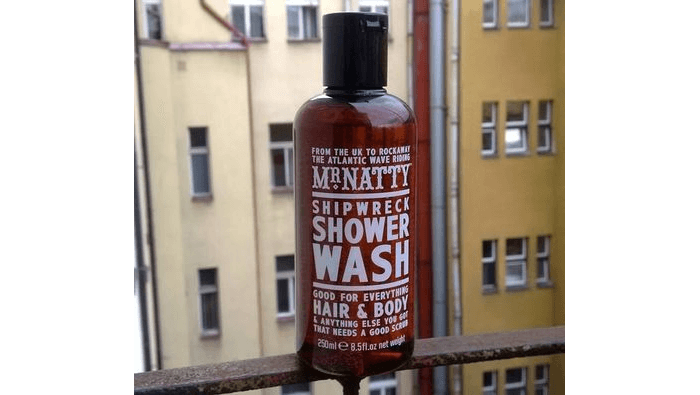 FROM THE UK TO ROCKAWAY
THE ATLANTIC WAVE RIDING
MR. NATTY
SHIPWRECK
SHOWER
WASH
GOOD FOR EVERYTHING
HAIR & BODY
& ANYTHING ELSE YOU GOT
THAT NEEDS A GOOD SCRUB
250ml ℮ 8.5fl.oz net weight